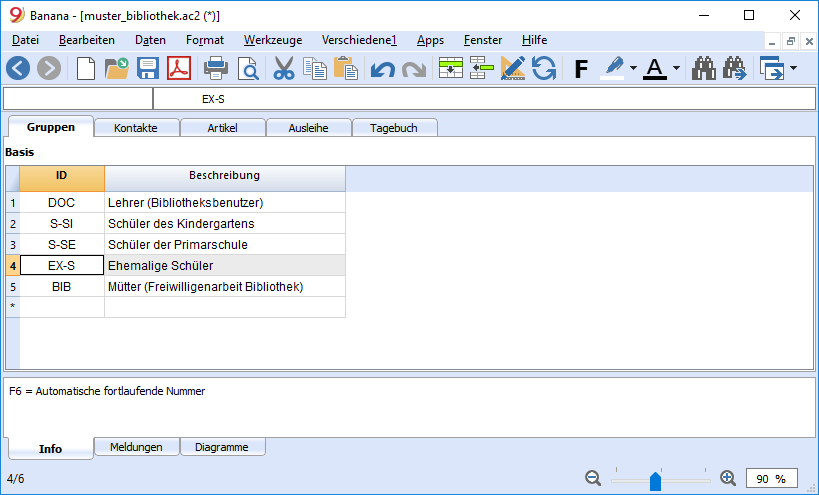 9 Banana - [muster_bibliothek.ac2 (*)]
Datei Bearbeiten Daten Format Werkzeuge Verschiedene1 Apps Fenster Hilfe
F A
EX-S
Gruppen Kontakte Artikel Ausleihe Tagebuch
Basis
ID Beschreibung
1 DOC Lehrer (Bibliotheksbenutzer)
2 S-SI Schüler des Kindergartens
3 S-SE Schüler der Primarschule
4 EX-S Ehemalige Schüler
5 BIB Mütter (Freiwilligenarbeit Bibliothek)
*
F6 = Automatische fortlaufende Nummer
Info Meldungen Diagramme
4/6 90 %